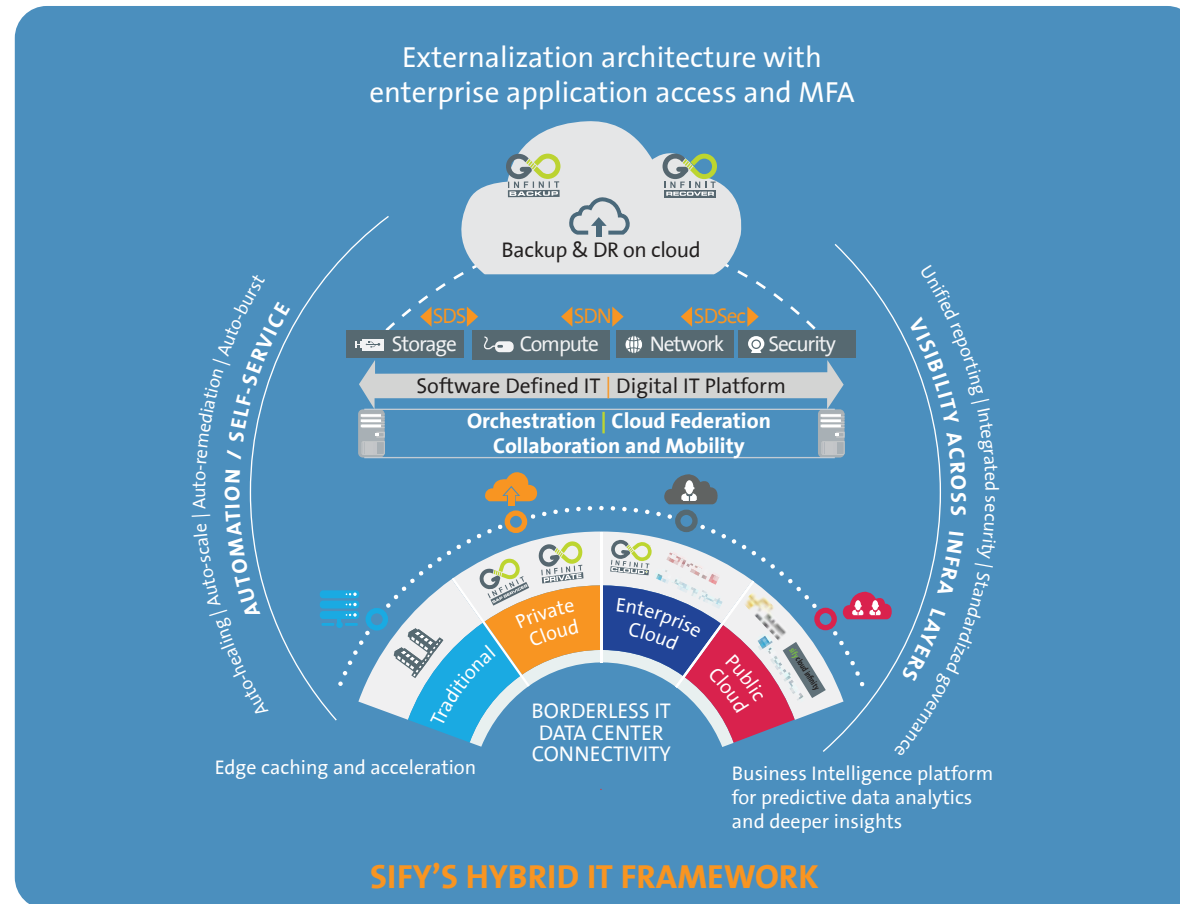 Externalization architecture with
enterprise application access and MFA
GO
INFINIT
BACKUP
GO
INFINIT
RECOVER
Backup & DR on cloud
SDS
SDN
SDSec
Storage
Compute
Network
Security
Software Defined IT | Digital IT Platform
Orchestration | Cloud Federation
Collaboration and Mobility
Auto-healing | Auto-scale | Auto-remediation | Auto-burst
AUTOMATION / SELF-SERVICE
VISIBILITY ACROSS INFRA LAYERS
Unified reporting | Integrated security | Standardized governance
GO
INFINIT
SAP SERVICES
GO
INFINIT
PRIVATE
GO
INFINIT
CLOUD
sify cloud infinity
Traditional
Private
Cloud
Enterprise
Cloud
Public
Cloud
BORDERLESS IT
DATA CENTER
CONNECTIVITY
Edge caching and acceleration
Business Intelligence platform
for predictive data analytics
and deeper insights
SIFY'S HYBRID IT FRAMEWORK